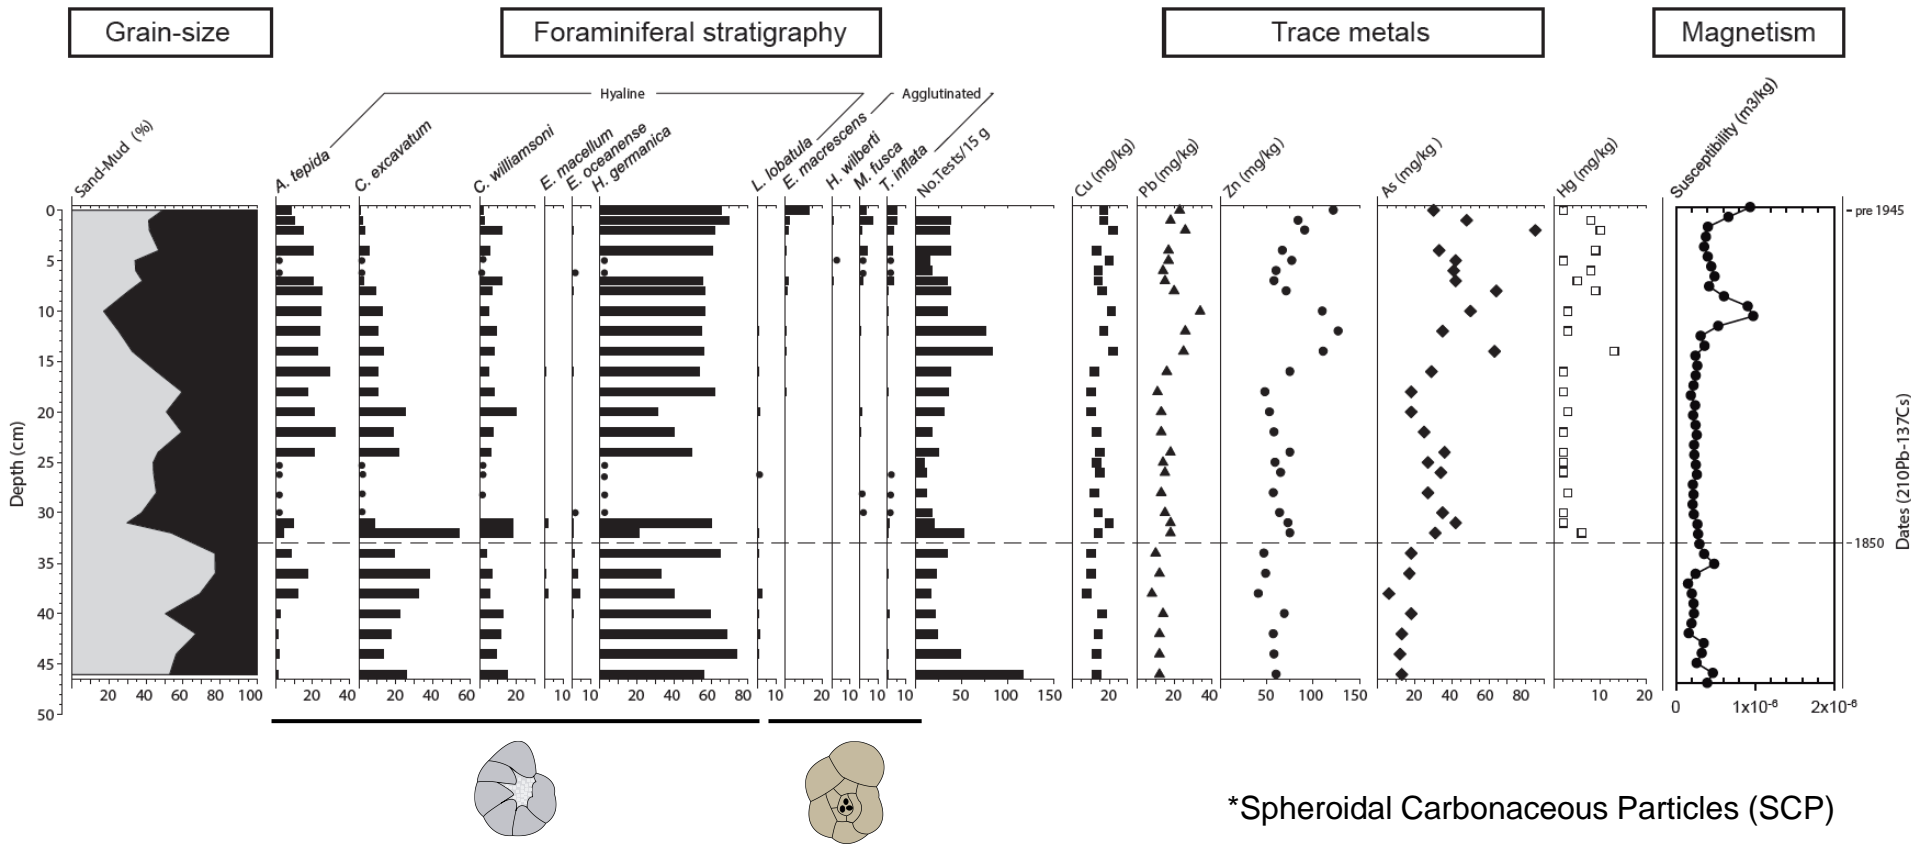 Grain-size
Foraminiferal stratigraphy
Trace metals
Magnetism
Hyaline
Agglutinated
Sand-Mud (%)
A. tepida
C. excavatum
C. williamsoni
E. macellum
E. oceanense
H. germanica
L. lobatula
E. macrescens
H. wilberti
M. fusca
T. inflata
No.Tests/15 g
Cu (mg/kg)
Pb (mg/kg)
Zn (mg/kg)
As (mg/kg )
Hg (mg/kg)
Susceptibility (m3/kg)
Depth (cm)
0
5
10
15
20
25
30
35
40
45
50
pre 1945
1850
Dates (210Pb-137Cs)
20 40 60 80 100
20 40
20 40 60
20
10
10
20 40 60 80
10
20
10
10
10
50 100 150
20
20 40
50 100 150
20 40 60 80
10 20
0 1x10-6 2x10-6
*Spheroidal Carbonaceous Particles (SCP)